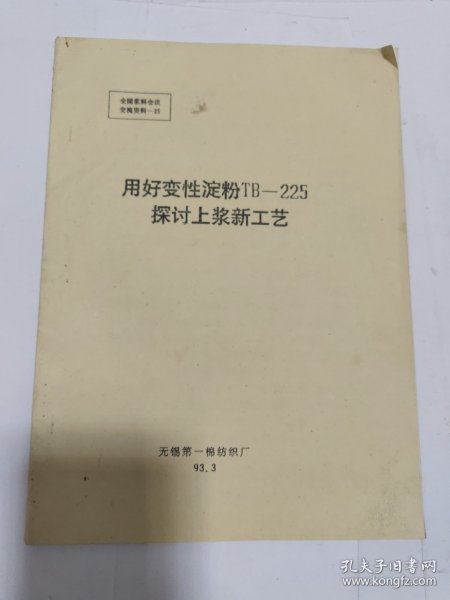 全国浆料会议
交流资料—25
用好变性淀粉TB—225
探讨上浆新工艺
无锡第一棉纺织厂
93.3
孔夫子旧书网
www.kongfz.com